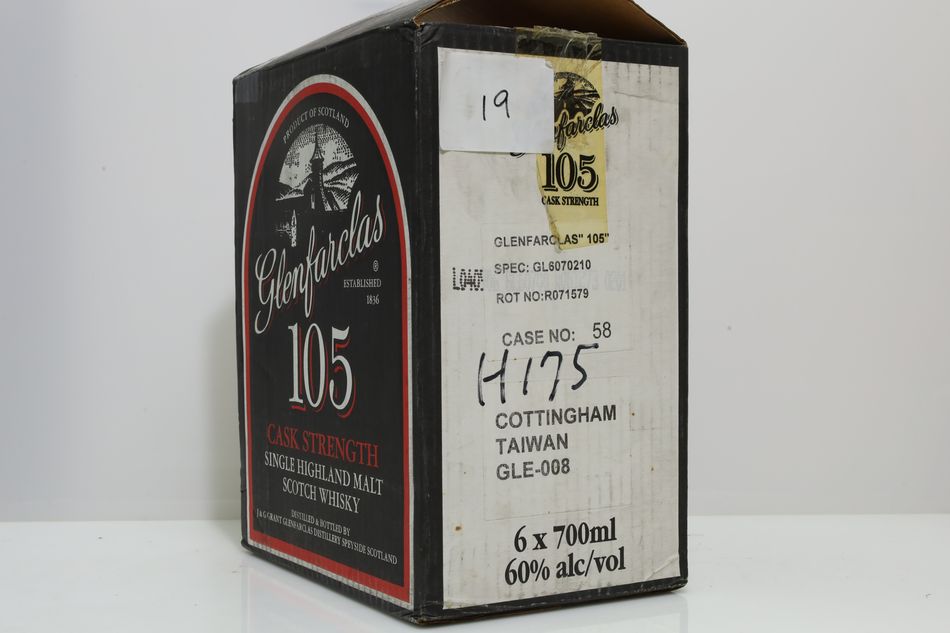 PRODUCT OF SCOTLAND
Glenfarclas
®
ESTABLISHED
1836
105
CASK STRENGTH
SINGLE HIGHLAND MALT
SCOTCH WHISKY
DISTILLED & BOTTLED BY
J & G GRANT GLENFARCLAS DISTILLERY SPEYSIDE SCOTLAND
19
Glenfarclas
105
CASK STRENGTH
GLENFARCLAS" 105"
SPEC: GL6070210
ROT NO:R071579
CASE NO: 58
H175
COTTINGHAM
TAIWAN
GLE-008
6 x 700ml
60% alc/vol